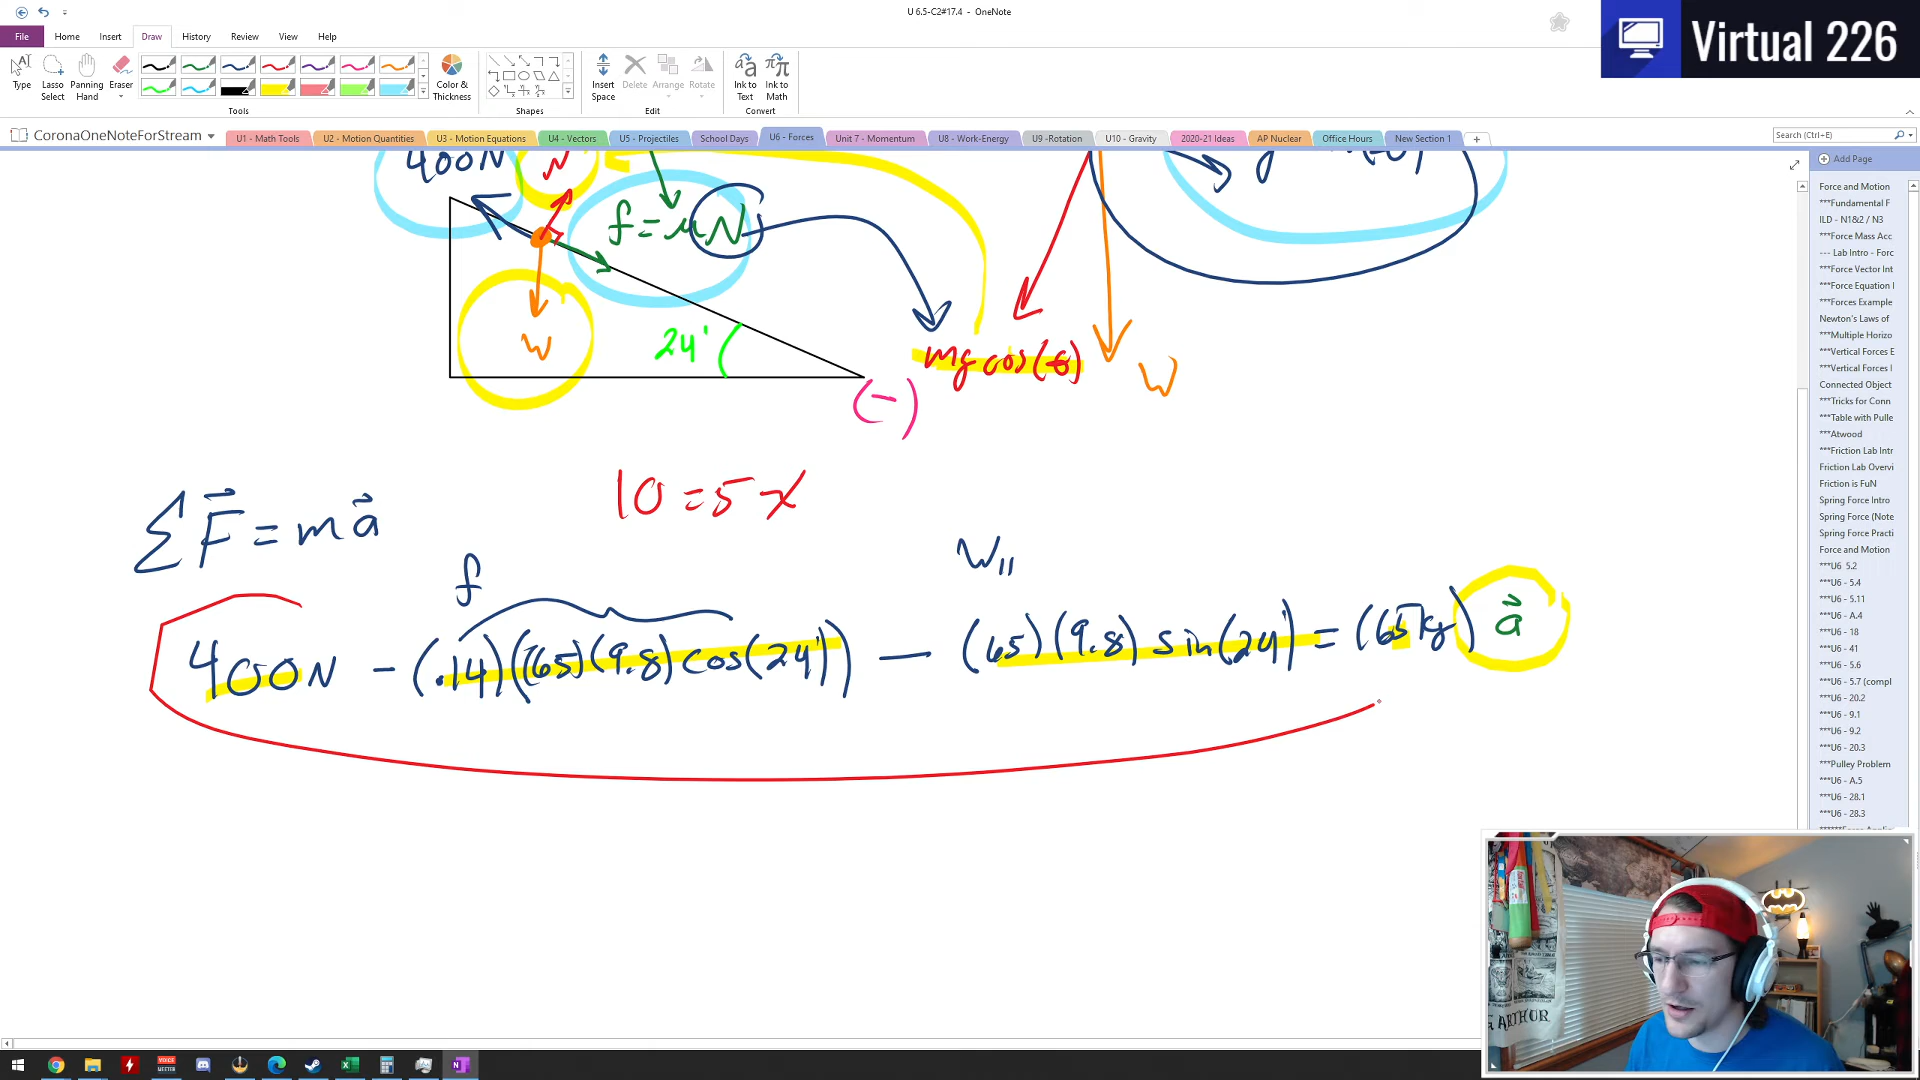 U 6.5-C2#17.4 - OneNote
Virtual 226
File Home Insert Draw History Review View Help
Type
Lasso Select
Panning Hand
Eraser
Color & Thickness
Insert Space
Delete
Arrange
Rotate
Ink to Text
Ink to Math
Tools
Shapes
Edit
Convert
CoronaOneNoteForStream
U1 - Math Tools
U2 - Motion Quantities
U3 - Motion Equations
U4 - Vectors
U5 - Projectiles
School Days
U6 - Forces
Unit 7 - Momentum
U8 - Work-Energy
U9 -Rotation
U10 - Gravity
2020-21 Ideas
AP Nuclear
Office Hours
New Section 1
Search (Ctrl+E)
Add Page
Force and Motion
***Fundamental F
ILD - N1&2 / N3
***Force Mass Acc
--- Lab Intro - Forc
***Force Vector Int
***Force Equation I
***Forces Example
Newton's Laws of
***Multiple Horizo
***Vertical Forces E
***Vertical Forces I
Connected Object
***Tricks for Conn
***Table with Pulle
***Atwood
***Friction Lab Intr
Friction Lab Overvi
Friction is FuN
Spring Force Intro
Spring Force (Note
Spring Force Practi
Force and Motion
***U6 5.2
***U6 - 5.4
***U6 - 5.11
***U6 - A.4
***U6 - 18
***U6 - 41
***U6 - 5.6
***U6 - 5.7 (compl
***U6 - 20.2
***U6 - 9.1
***U6 - 9.2
***U6 - 20.3
***Pulley Problem
***U6 - A.5
***U6 - 28.1
***U6 - 28.3
400N N
f = μN
W
24°
(-)
mg cos(θ)
W
10 = 5x
ΣF⃗ = ma⃗
f
W||
400N - (.14)((65)(9.8)cos(24°)) - (65)(9.8) sin(24°) = (65kg) a⃗
ARTHOR